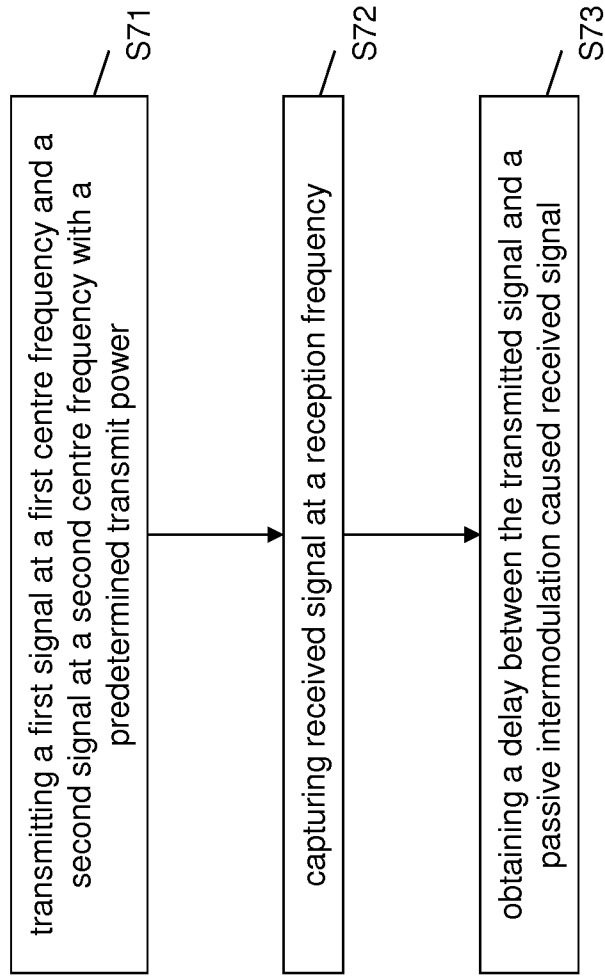 transmitting a first signal at a first centre frequency and a
second signal at a second centre frequency with a
predetermined transmit power
S71
capturing received signal at a reception frequency
S72
obtaining a delay between the transmitted signal and a
passive intermodulation caused received signal
S73